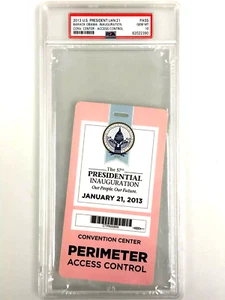 2013 U.S. PRESIDENT (JAN.21) PASS
BARACK OBAMA INAUGURATION GEM MT
CONV. CENTER - ACCESS CONTROL 10
PSA
The 57th
PRESIDENTIAL
INAUGURATION
Our People. Our Future.
JANUARY 21, 2013
CONVENTION CENTER
PERIMETER
ACCESS CONTROL